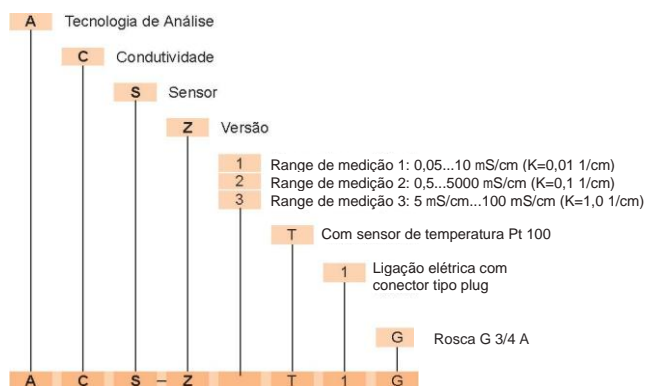 A Tecnologia de Análise
C Condutividade
S Sensor
Z Versão
1 Range de medição 1: 0,05...10 mS/cm (K=0,01 1/cm)
2 Range de medição 2: 0,5...5000 mS/cm (K=0,1 1/cm)
3 Range de medição 3: 5 mS/cm...100 mS/cm (K=1,0 1/cm)
T Com sensor de temperatura Pt 100
1 Ligação elétrica com
conector tipo plug
G Rosca G 3/4 A
A C S – Z T 1 G